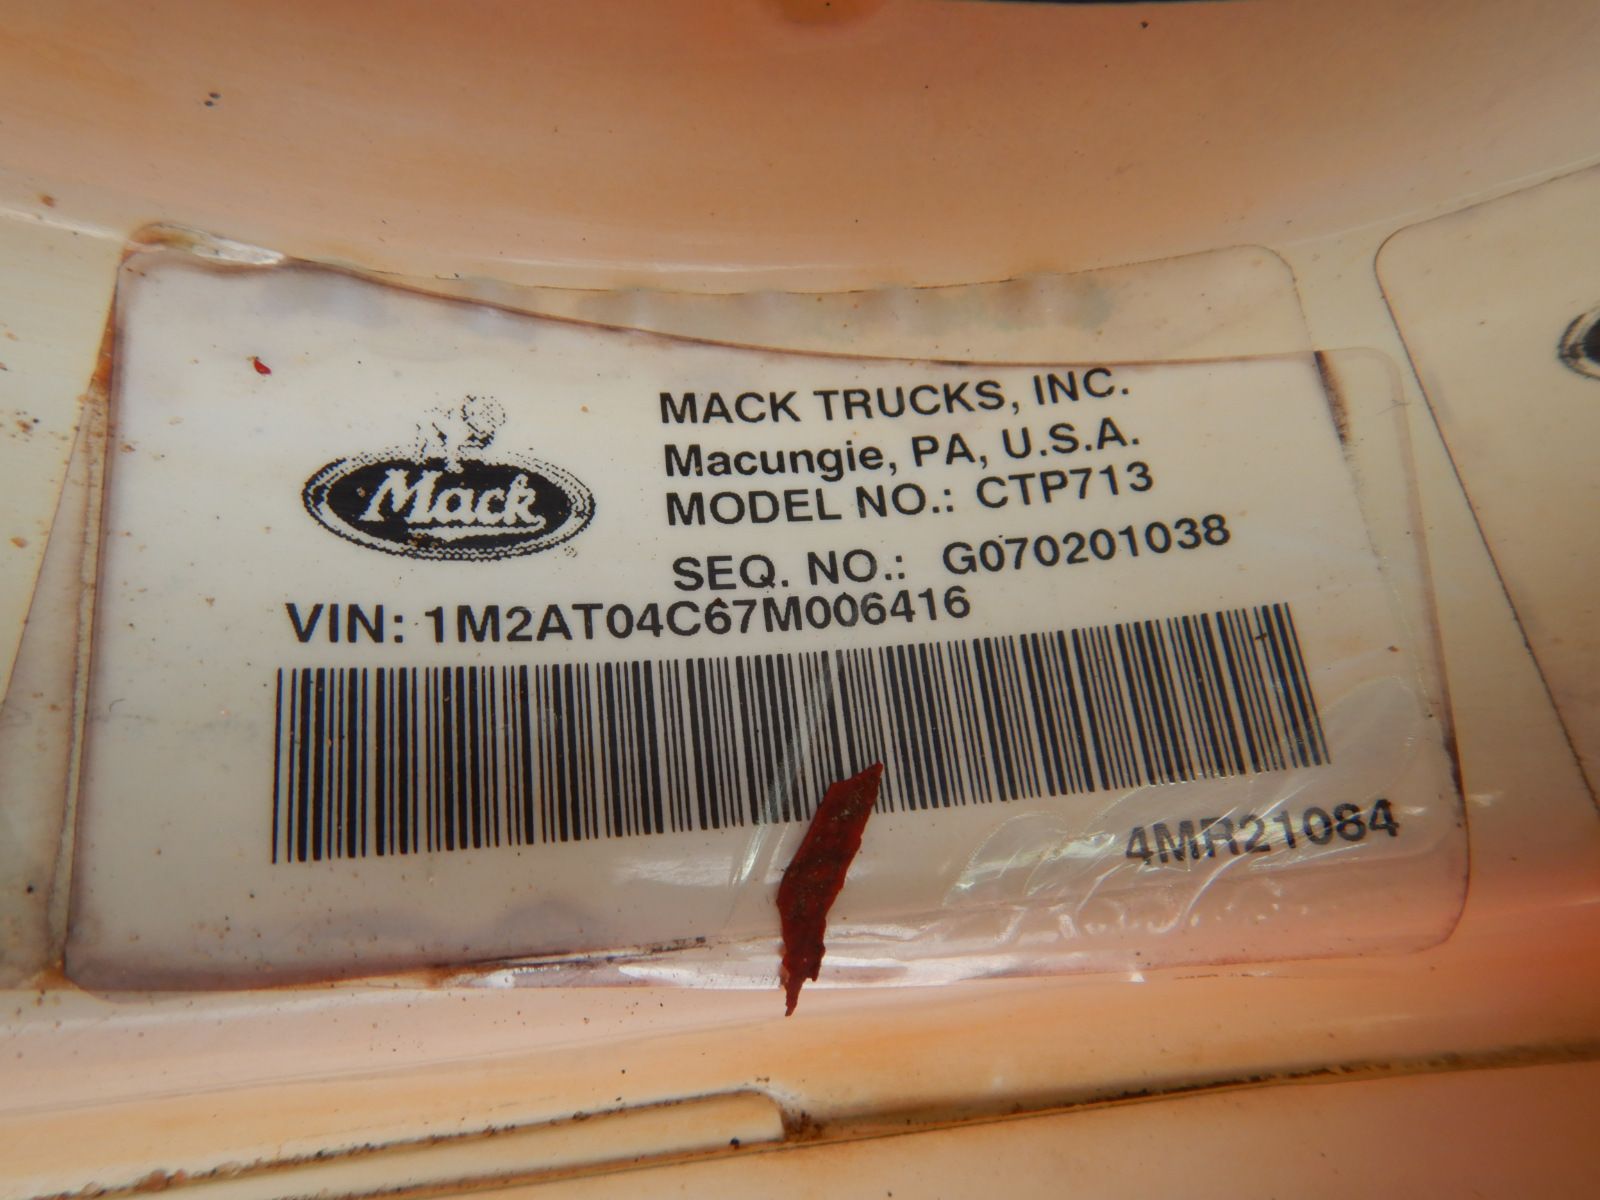 Mack
MACK TRUCKS, INC.
Macungie, PA, U.S.A.
MODEL NO.: CTP713
SEQ. NO.: G070201038
VIN: 1M2AT04C67M006416
4MR21084